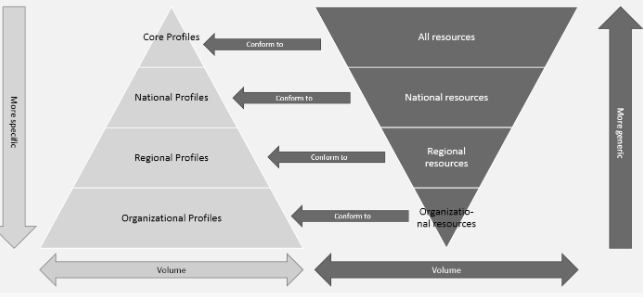 Core Profiles
Conform to
All resources
National Profiles
Conform to
National resources
Regional Profiles
Conform to
Regional
resources
Organizational Profiles
Conform to
Organizatio-
nal resources
More specific
More generic
Volume
Volume